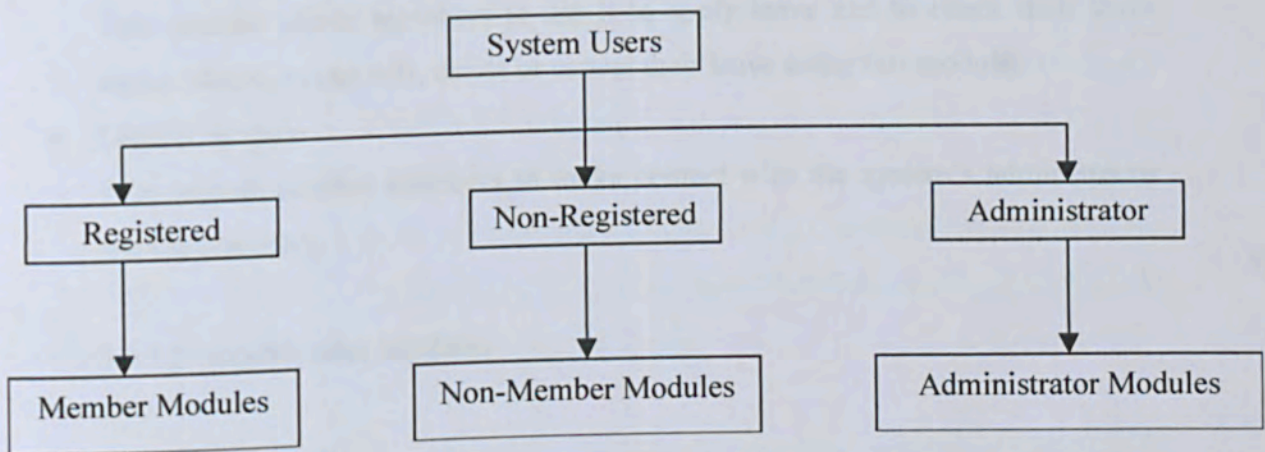 System Users
Registered
Non-Registered
Administrator
Member Modules
Non-Member Modules
Administrator Modules